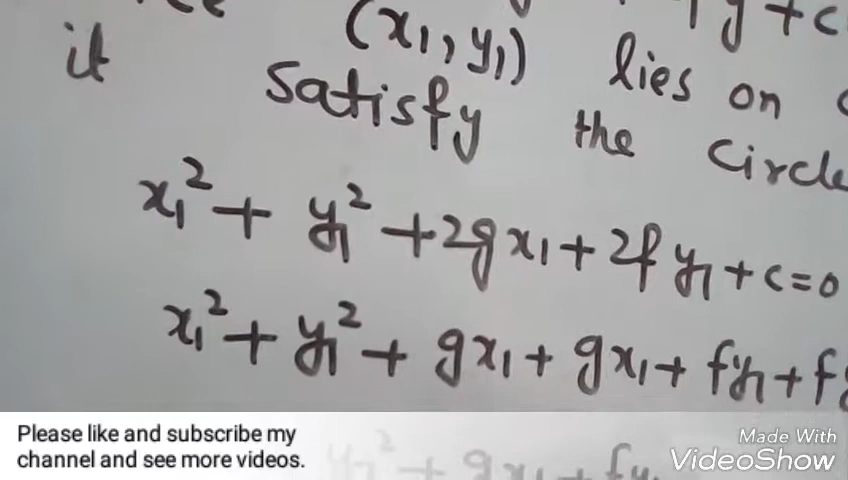 y + c
it (x₁, y₁) lies on
satisfy the circle
x₁² + y₁² + 2gx₁ + 2fy₁ + c = 0
x₁² + y₁² + gx₁ + gx₁ + fy₁ + f
Please like and subscribe my
channel and see more videos.
Made With
VideoShow